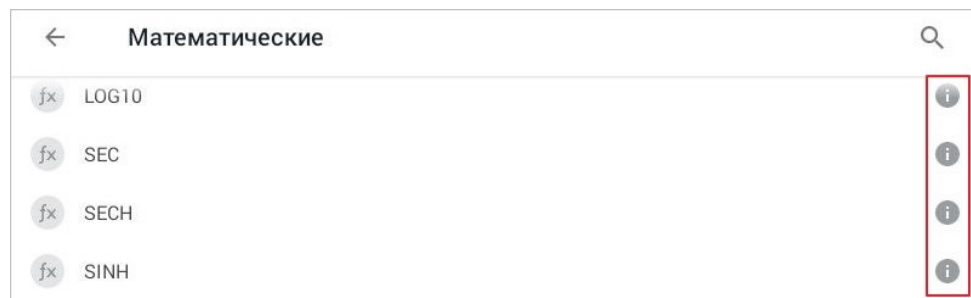 Математические
fx LOG10 i
fx SEC i
fx SECH i
fx SINH i